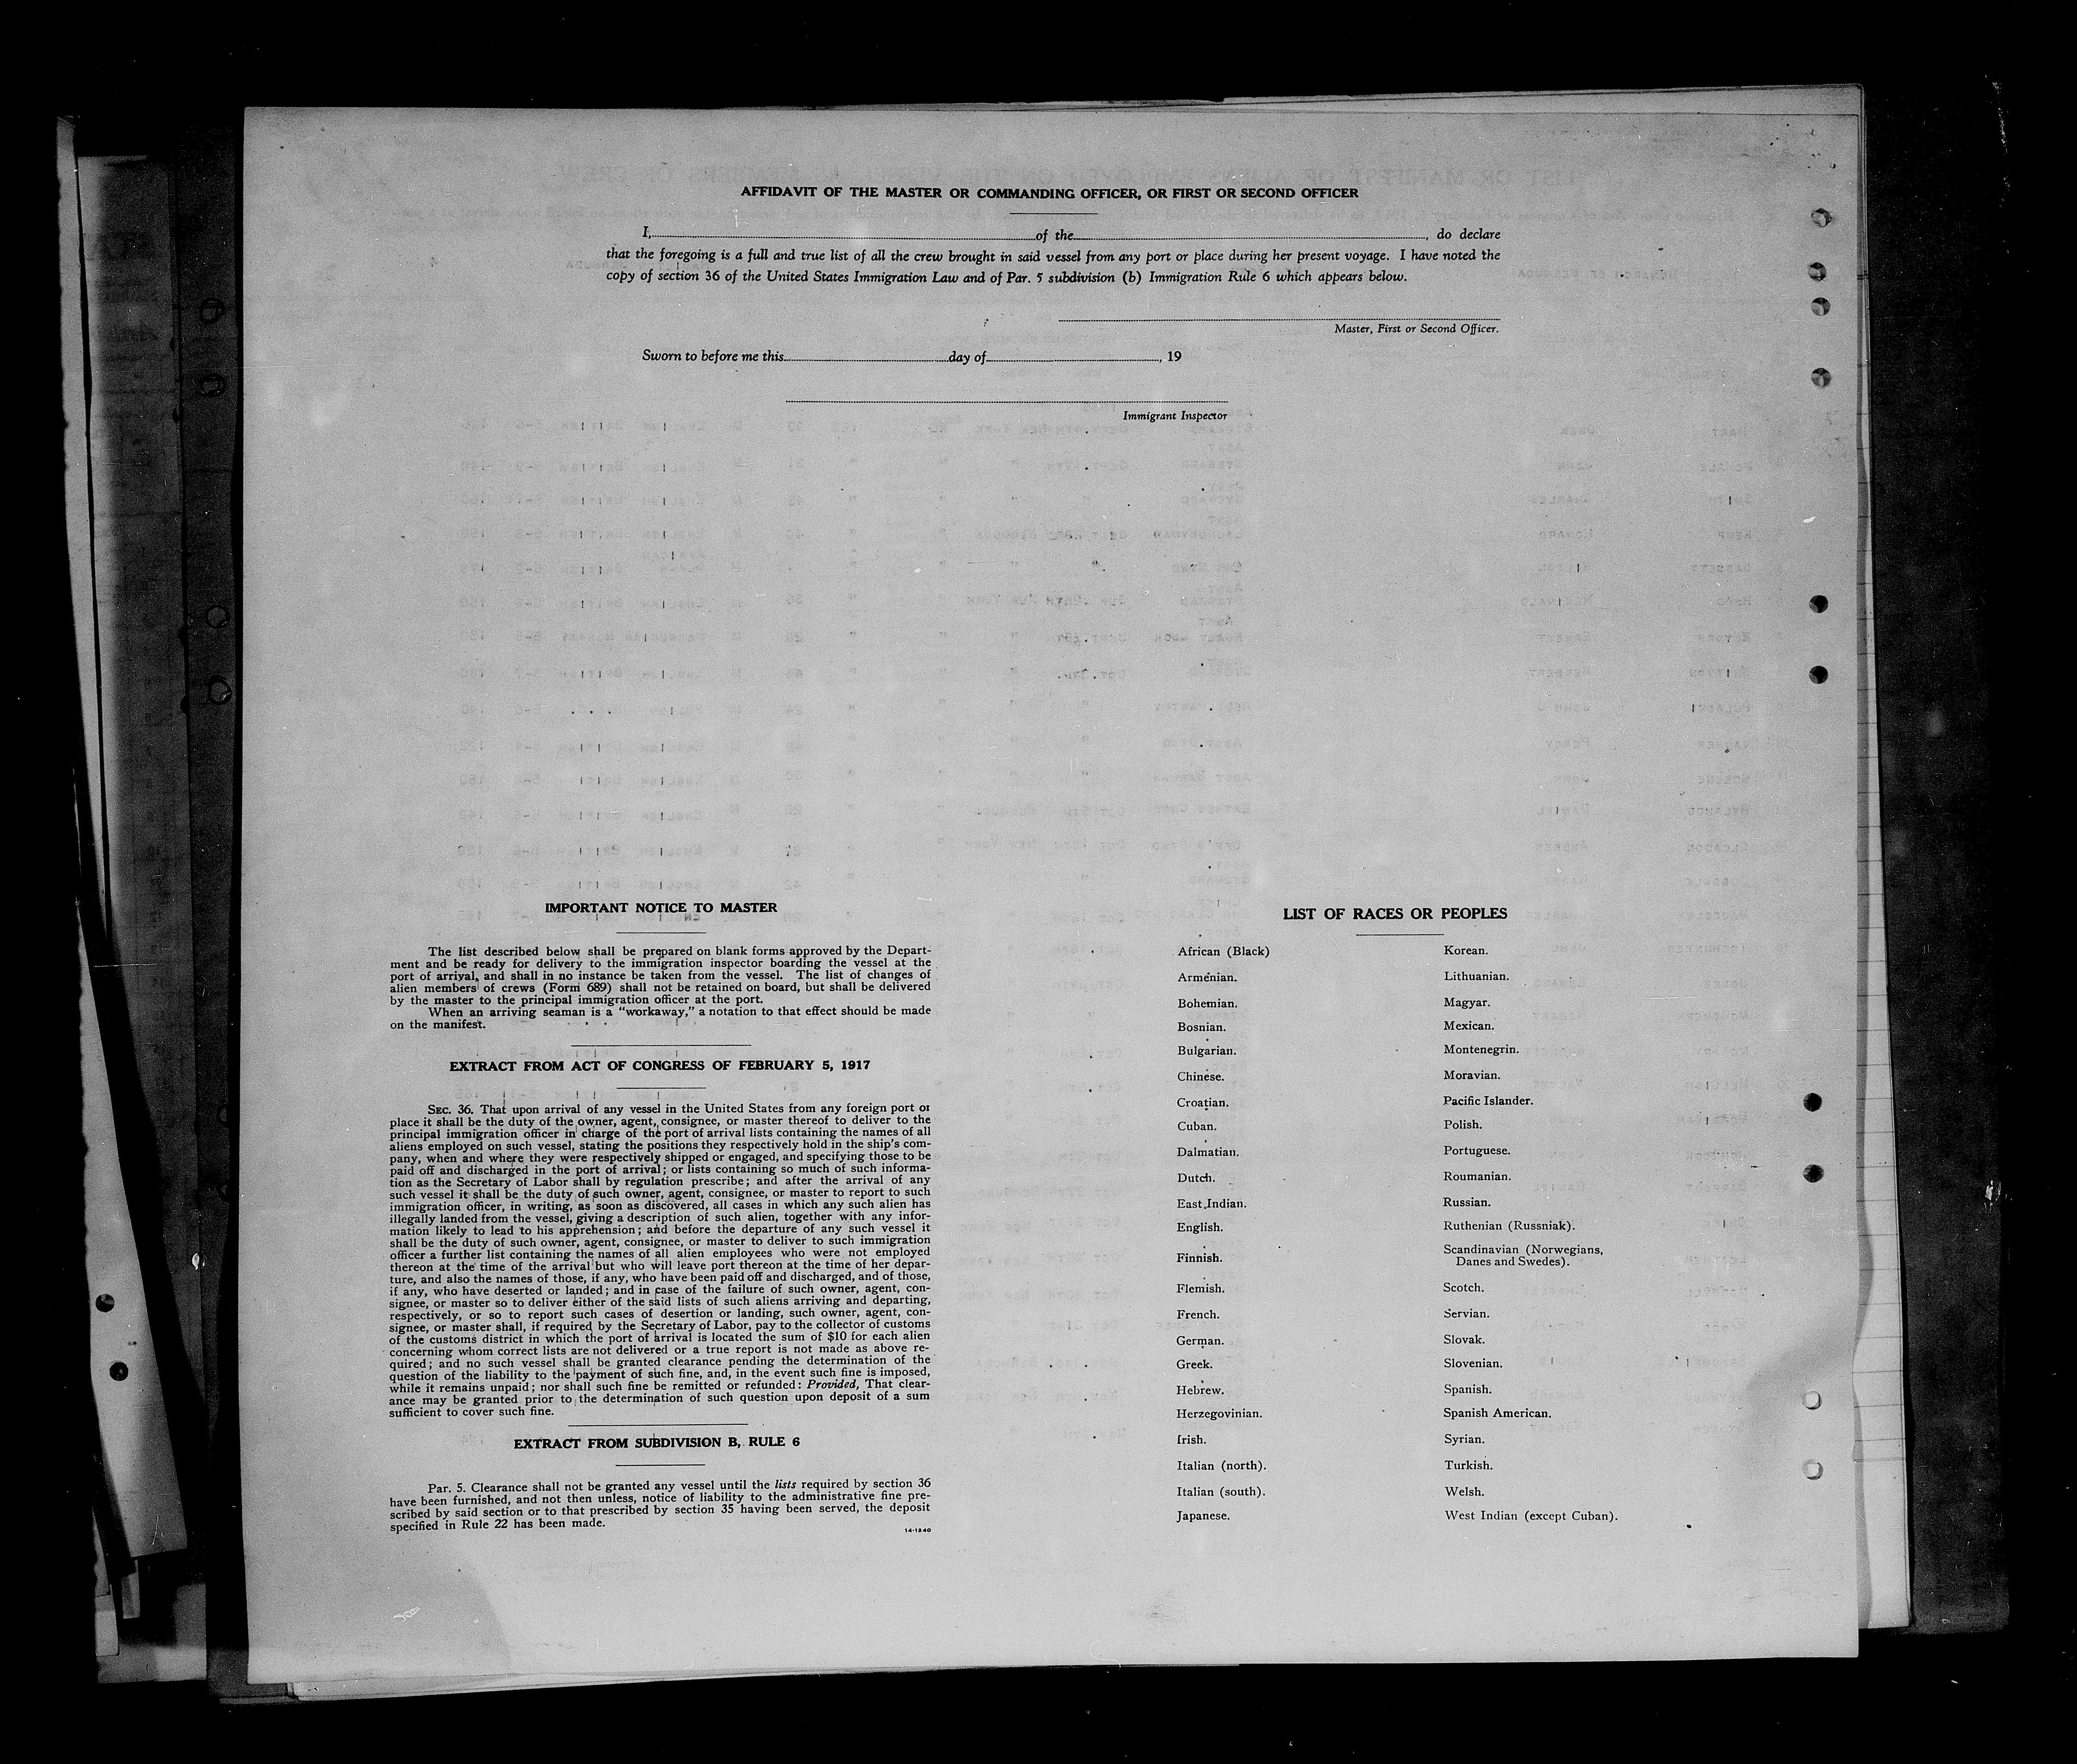 AFFIDAVIT OF THE MASTER OR COMMANDING OFFICER, OR FIRST OR SECOND OFFICER
I, of the , do declare
that the foregoing is a full and true list of all the crew brought in said vessel from any port or place during her present voyage. I have noted the
copy of section 36 of the United States Immigration Law and of Par. 5 subdivision (b) Immigration Rule 6 which appears below.
Master, First or Second Officer.
Sworn to before me this day of , 19
Immigrant Inspector
IMPORTANT NOTICE TO MASTER
The list described below shall be prepared on blank forms approved by the Depart-
ment and be ready for delivery to the immigration inspector boarding the vessel at the
port of arrival, and shall in no instance be taken from the vessel. The list of changes of
alien members of crews (Form 689) shall not be retained on board, but shall be delivered
by the master to the principal immigration officer at the port.
When an arriving seaman is a "workaway," a notation to that effect should be made
on the manifest.
EXTRACT FROM ACT OF CONGRESS OF FEBRUARY 5, 1917
SEC. 36. That upon arrival of any vessel in the United States from any foreign port or
place it shall be the duty of the owner, agent, consignee, or master thereof to deliver to the
principal immigration officer in charge of the port of arrival lists containing the names of all
aliens employed on such vessel, stating the positions they respectively hold in the ship's com-
pany, when and where they were respectively shipped or engaged, and specifying those to be
paid off and discharged in the port of arrival; or lists containing so much of such informa-
tion as the Secretary of Labor shall by regulation prescribe; and after the arrival of any
such vessel it shall be the duty of such owner, agent, consignee, or master to report to such
immigration officer, in writing, as soon as discovered, all cases in which any such alien has
illegally landed from the vessel, giving a description of such alien, together with any infor-
mation likely to lead to his apprehension; and before the departure of any such vessel it
shall be the duty of such owner, agent, consignee, or master to deliver to such immigration
officer a further list containing the names of all alien employees who were not employed
thereon at the time of the arrival but who will leave port thereon at the time of her depar-
ture, and also the names of those, if any, who have been paid off and discharged, and of those,
if any, who have deserted or landed; and in case of the failure of such owner, agent, con-
signee, or master so to deliver either of the said lists of such aliens arriving and departing,
respectively, or so to report such cases of desertion or landing, such owner, agent, con-
signee, or master shall, if required by the Secretary of Labor, pay to the collector of customs
of the customs district in which the port of arrival is located the sum of $10 for each alien
concerning whom correct lists are not delivered or a true report is not made as above re-
quired; and no such vessel shall be granted clearance pending the determination of the
question of the liability to the payment of such fine, and, in the event such fine is imposed,
while it remains unpaid; nor shall such fine be remitted or refunded: Provided, That clear-
ance may be granted prior to the determination of such question upon deposit of a sum
sufficient to cover such fine.
EXTRACT FROM SUBDIVISION B, RULE 6
Par. 5. Clearance shall not be granted any vessel until the lists required by section 36
have been furnished, and not then unless, notice of liability to the administrative fine pre-
scribed by said section or to that prescribed by section 35 having been served, the deposit
specified in Rule 22 has been made.
14-1240
LIST OF RACES OR PEOPLES
African (Black)
Armenian.
Bohemian.
Bosnian.
Bulgarian.
Chinese.
Croatian.
Cuban.
Dalmatian.
Dutch.
East Indian.
English.
Finnish.
Flemish.
French.
German.
Greek.
Hebrew.
Herzegovinian.
Irish.
Italian (north).
Italian (south).
Japanese.
Korean.
Lithuanian.
Magyar.
Mexican.
Montenegrin.
Moravian.
Pacific Islander.
Polish.
Portuguese.
Roumanian.
Russian.
Ruthenian (Russniak).
Scandinavian (Norwegians,
Danes and Swedes).
Scotch.
Servian.
Slovak.
Slovenian.
Spanish.
Spanish American.
Syrian.
Turkish.
Welsh.
West Indian (except Cuban).